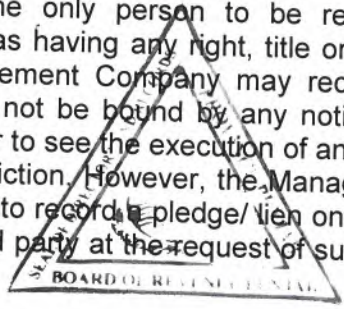 he only person to be re
as having any right, title or
ement Company may rec
not be bound by any noti
r to see the execution of an
iction. However, the Manag
to record a pledge/ lien on
d party at the request of su
BOARD OF REVENUE